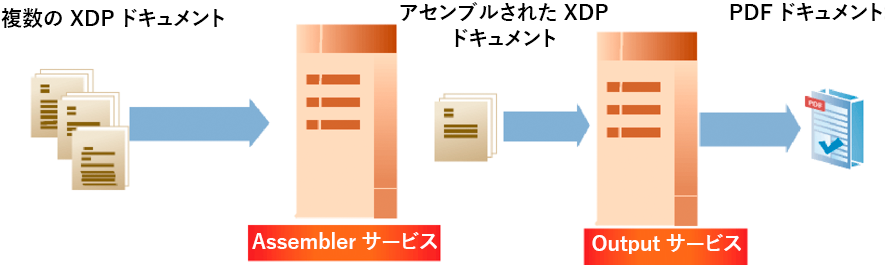 複数の XDP ドキュメント
アセンブルされた XDP
ドキュメント
PDF ドキュメント
PDF
Assembler サービス
Output サービス